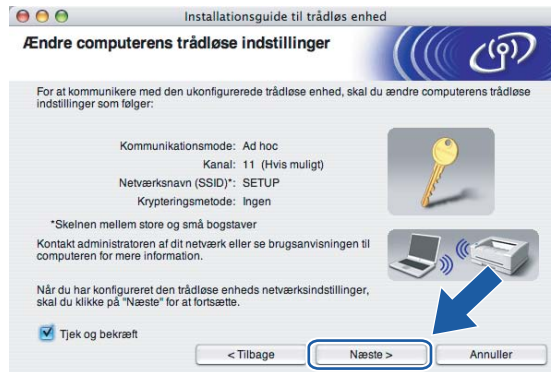 Installationsguide til trådløs enhed
Ændre computerens trådløse indstillinger
For at kommunikere med den ukonfigurerede trådløse enhed, skal du ændre computerens trådløse
indstillinger som følger:
Kommunikationsmode: Ad hoc
Kanal: 11 (Hvis muligt)
Netværksnavn (SSID)*: SETUP
Krypteringsmetode: Ingen
*Skelnen mellem store og små bogstaver
Kontakt administratoren af dit netværk eller se brugsanvisningen til
computeren for mere information.
Når du har konfigureret den trådløse enheds netværksindstillinger,
skal du klikke på "Næste" for at fortsætte.
Tjek og bekræft
< Tilbage Næste > Annuller